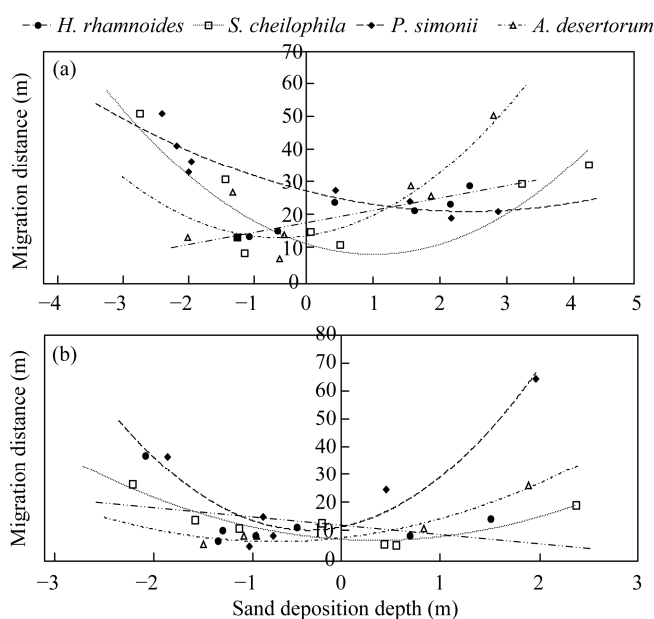 H. rhamnoides S. cheilophila P. simonii A. desertorum
(a)
Migration distance (m)
70
60
50
40
30
20
10
0
−4 −3 −2 −1 0 1 2 3 4 5
(b)
Migration distance (m)
80
70
60
50
40
30
20
10
0
−3 −2 −1 0 1 2 3
Sand deposition depth (m)